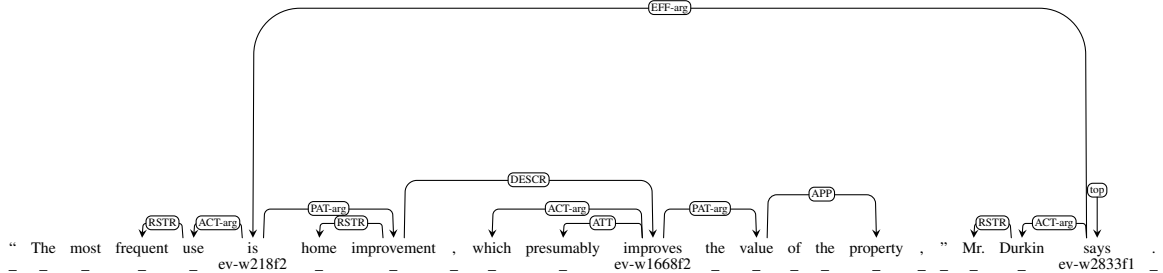 EFF-arg
DESCR
top
APP
PAT-arg ACT-arg PAT-arg
RSTR ACT-arg RSTR ATT RSTR ACT-arg
“ The most frequent use is home improvement , which presumably improves the value of the property , ” Mr. Durkin says .
_ _ _ _ _ ev-w218f2 _ _ _ _ _ ev-w1668f2 _ _ _ _ _ _ _ _ _ ev-w2833f1 _